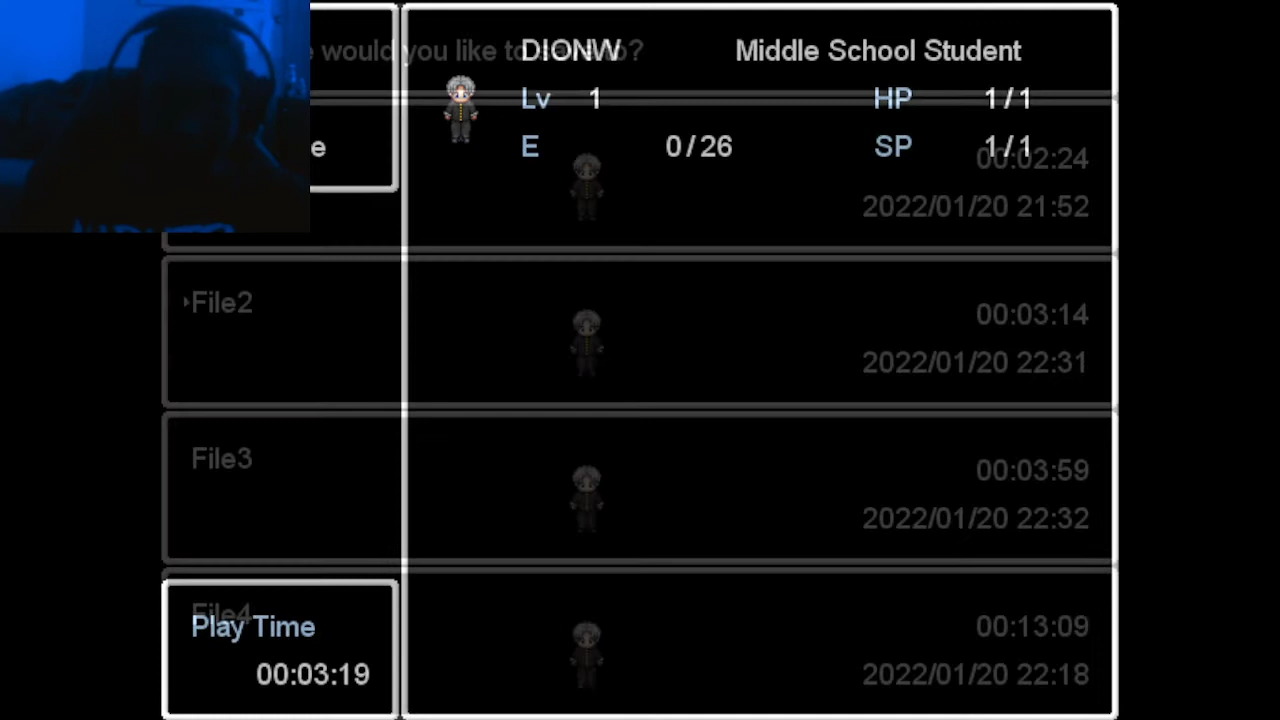 would you like to save to?
DIONW Middle School Student
Lv 1 HP 1/1
E 0/26 SP 1/1
00:02:24
2022/01/20 21:52
File2
00:03:14
2022/01/20 22:31
File3
00:03:59
2022/01/20 22:32
File4
Play Time
00:03:19
00:13:09
2022/01/20 22:18